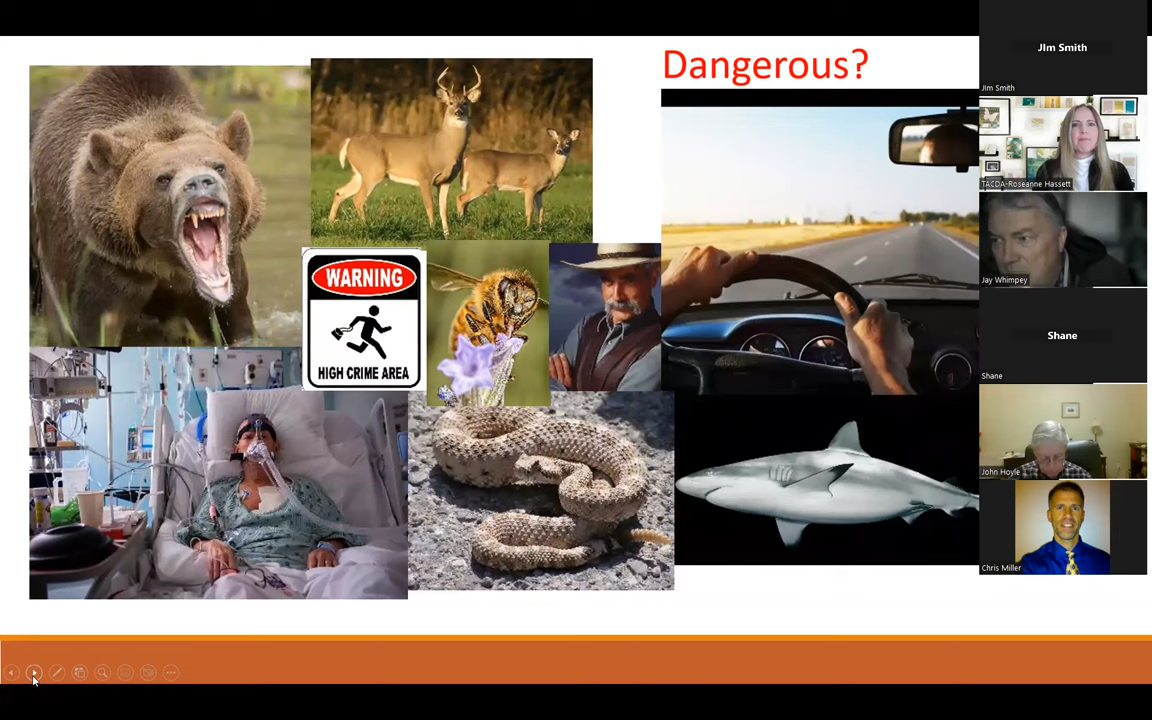 Dangerous?
WARNING
HIGH CRIME AREA
JIm Smith
JIm Smith
TACDA-Roseanne Hassett
Jay Whimpey
Shane
Shane
John Hoyle
Chris Miller